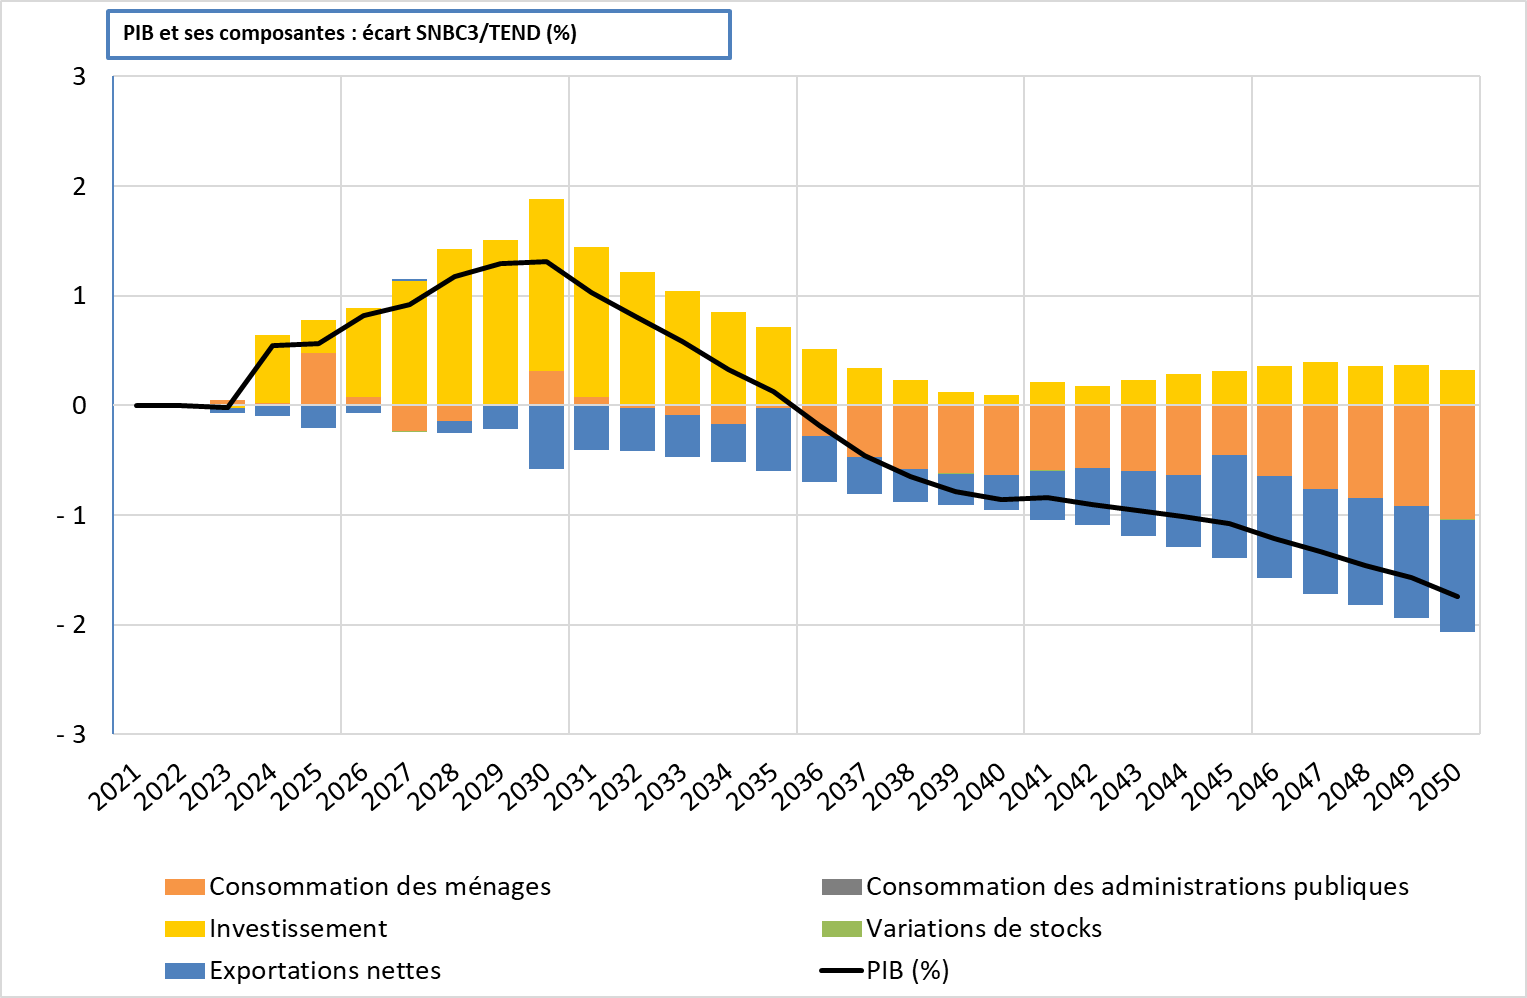 PIB et ses composantes : écart SNBC3/TEND (%)
3
2
1
0
- 1
- 2
- 3
2021 2022 2023 2024 2025 2026 2027 2028 2029 2030 2031 2032 2033 2034 2035 2036 2037 2038 2039 2040 2041 2042 2043 2044 2045 2046 2047 2048 2049 2050
Consommation des ménages
Consommation des administrations publiques
Investissement
Variations de stocks
Exportations nettes
PIB (%)